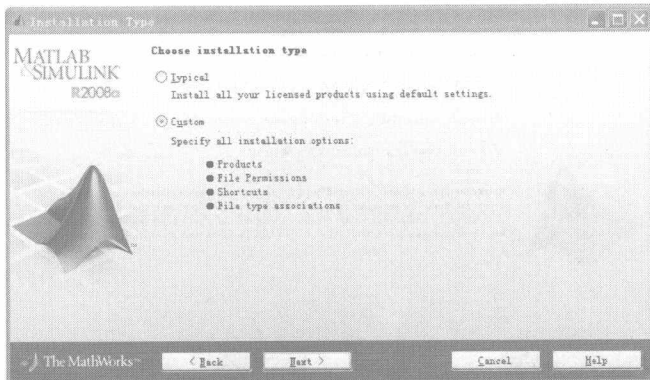 Installation Type
MATLAB
&SIMULINK
R2008a
Choose installation type
Typical
Install all your licensed products using default settings.
Custom
Specify all installation options:
Products
File Permissions
Shortcuts
File type associations
The MathWorks™
< Back
Next >
Cancel
Help